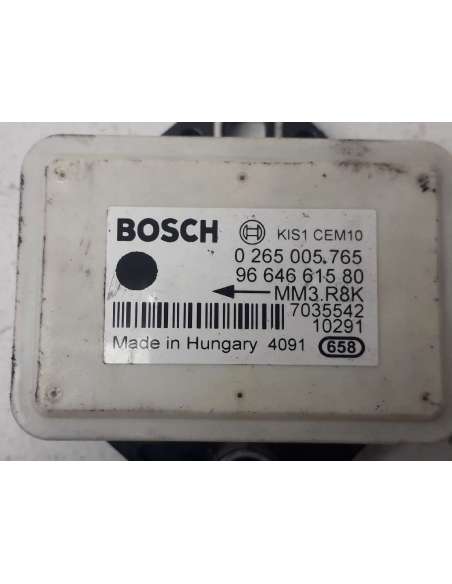 BOSCH KIS1 CEM10
0 265 005.765
96 646 615 80
MM3.R8K
7035542
10291
Made in Hungary 4091 658